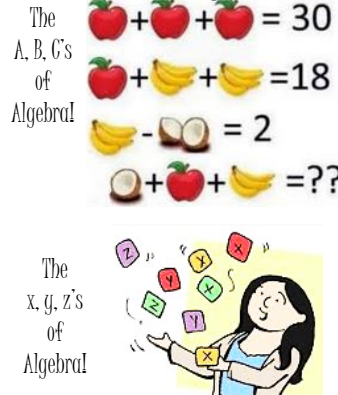 The
A, B, C's
of
Algebra!
+ + = 30
+ + =18
- = 2
+ + =??
The
x, y, z's
of
Algebra!
Z
Y
X
Y
X
Z
Y
X